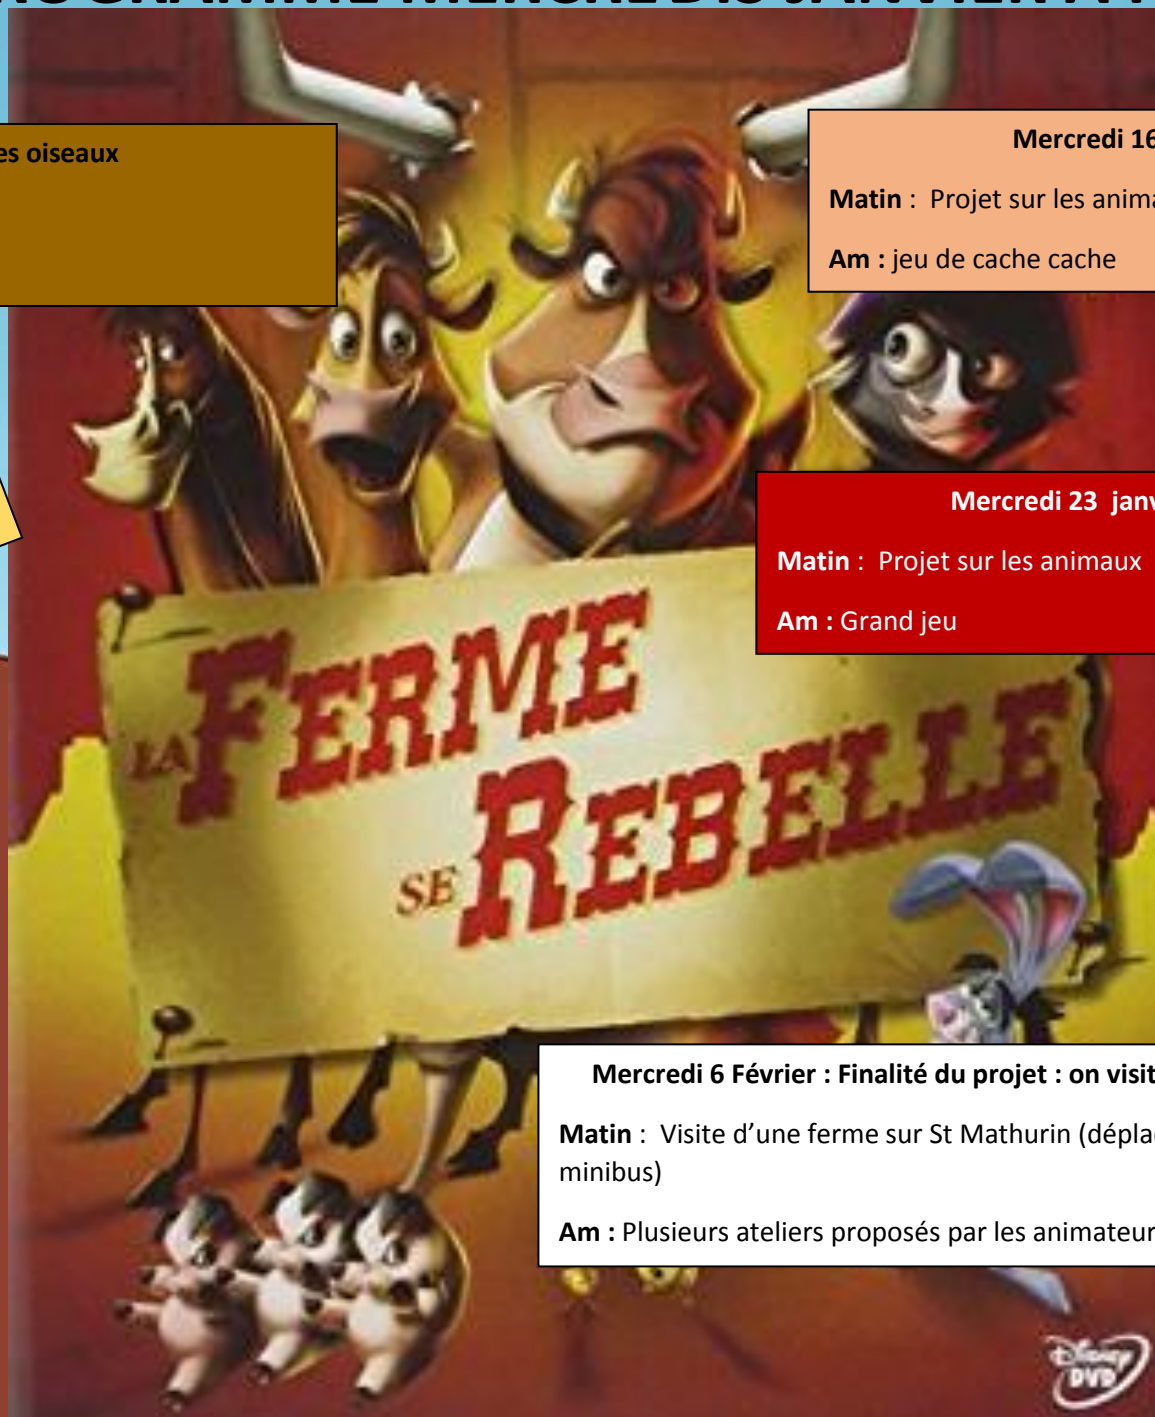 MERCREDIS JANVIER A
es oiseaux
Mercredi 16
Matin : Projet sur les anima
Am : jeu de cache cache
Mercredi 23 janv
Matin : Projet sur les animaux
Am : Grand jeu
LA FERME
SE REBELLE
Mercredi 6 Février : Finalité du projet : on visit
Matin : Visite d’une ferme sur St Mathurin (dépla
minibus)
Am : Plusieurs ateliers proposés par les animateur
Disney
DVD